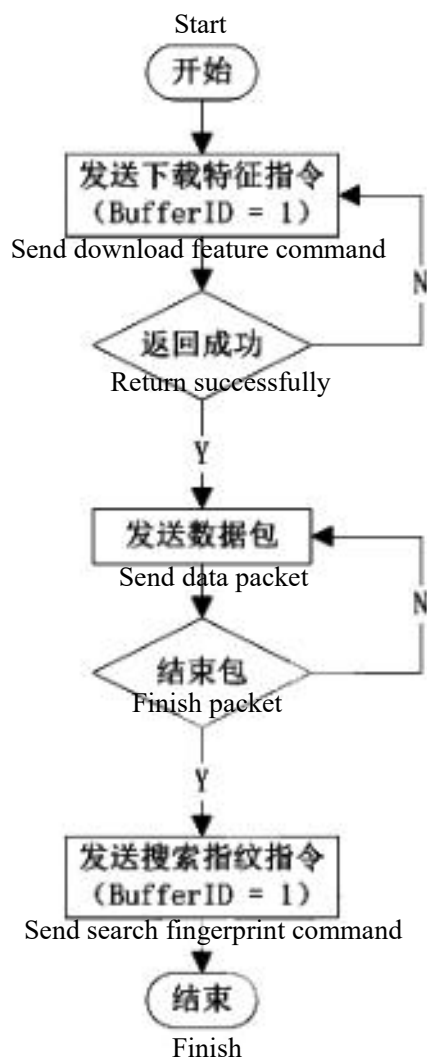 Start
开始
发送下载特征指令
(BufferID = 1)
Send download feature command
N
返回成功
Return successfully
Y
发送数据包
Send data packet
N
结束包
Finish packet
Y
发送搜索指纹指令
(BufferID = 1)
Send search fingerprint command
结束
Finish